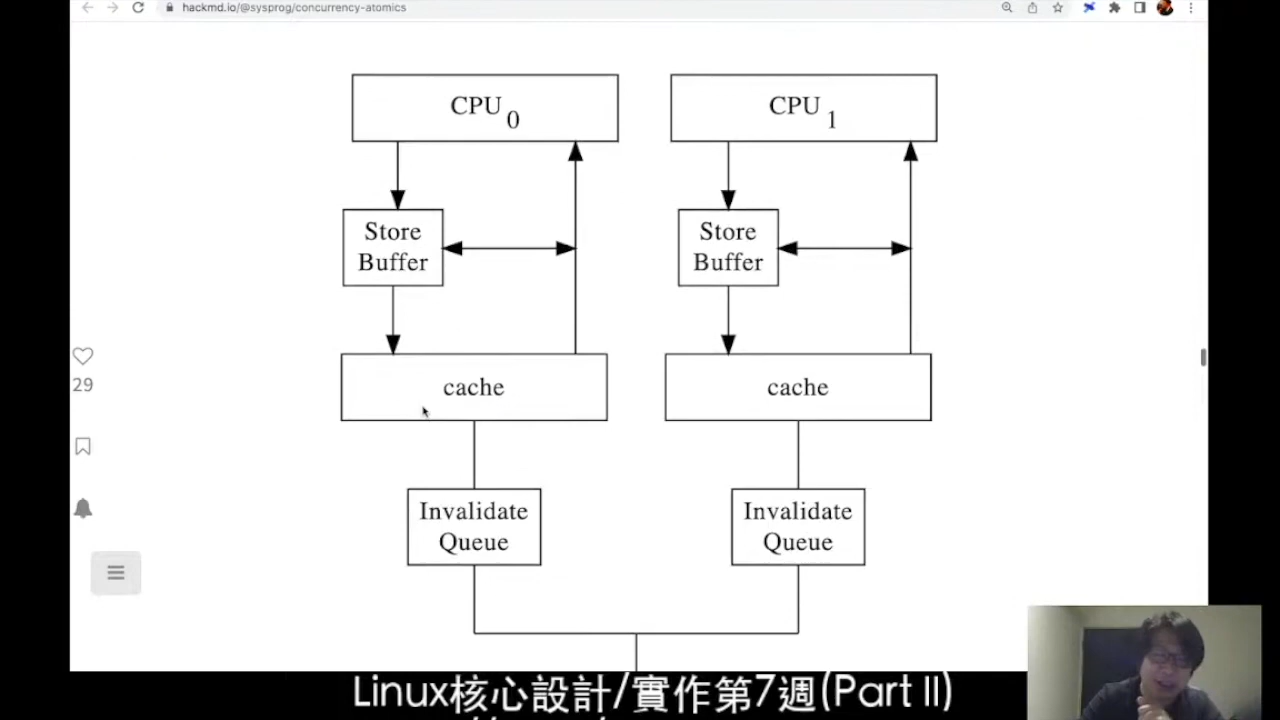 hackmd.io/@sysprog/concurrency-atomics
CPU 0
CPU 1
Store
Buffer
Store
Buffer
cache
cache
29
Invalidate
Queue
Invalidate
Queue
Linux核心設計/實作第7週(Part II)